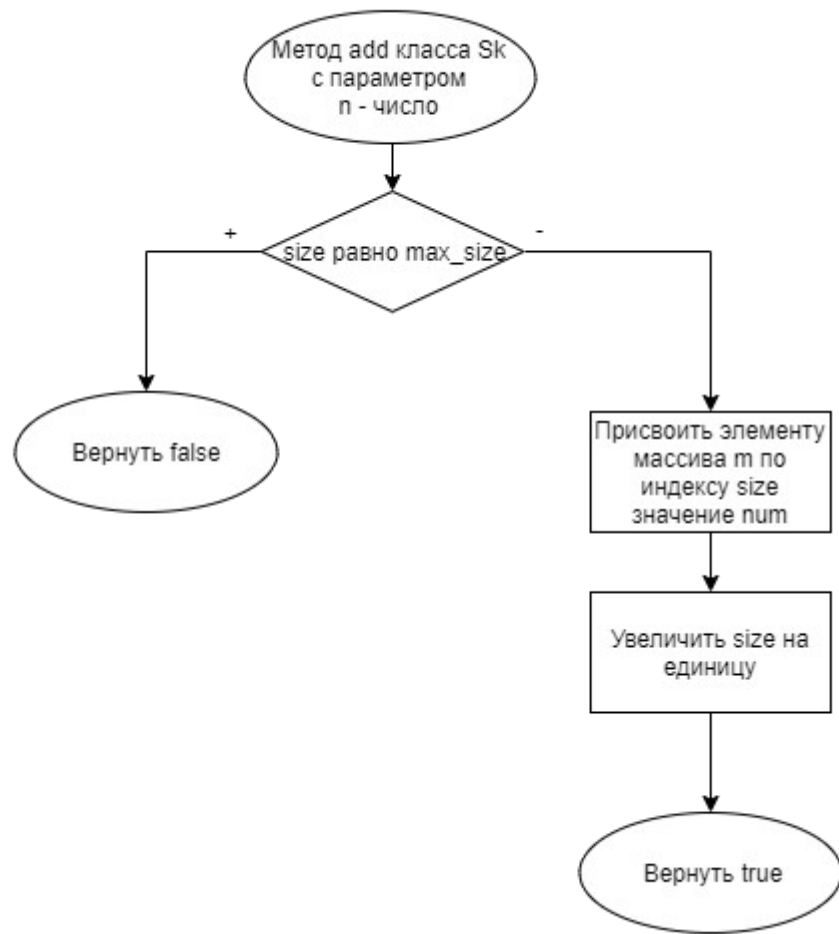 Метод add класса Sk
с параметром
n - число
+
size равно max_size
-
Вернуть false
Присвоить элементу
массива m по
индексу size
значение num
Увеличить size на
единицу
Вернуть true